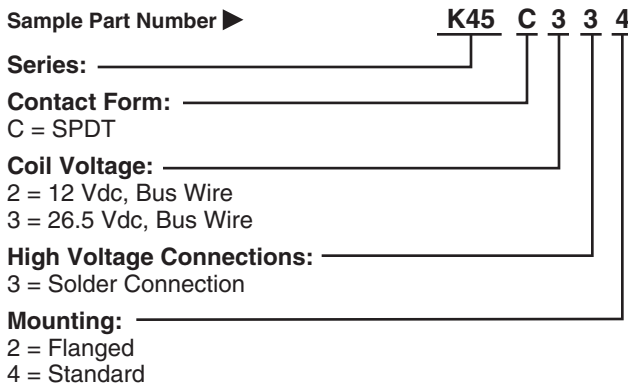 Sample Part Number ▶ K45 C 3 3 4
Series:
Contact Form:
C = SPDT
Coil Voltage:
2 = 12 Vdc, Bus Wire
3 = 26.5 Vdc, Bus Wire
High Voltage Connections:
3 = Solder Connection
Mounting:
2 = Flanged
4 = Standard